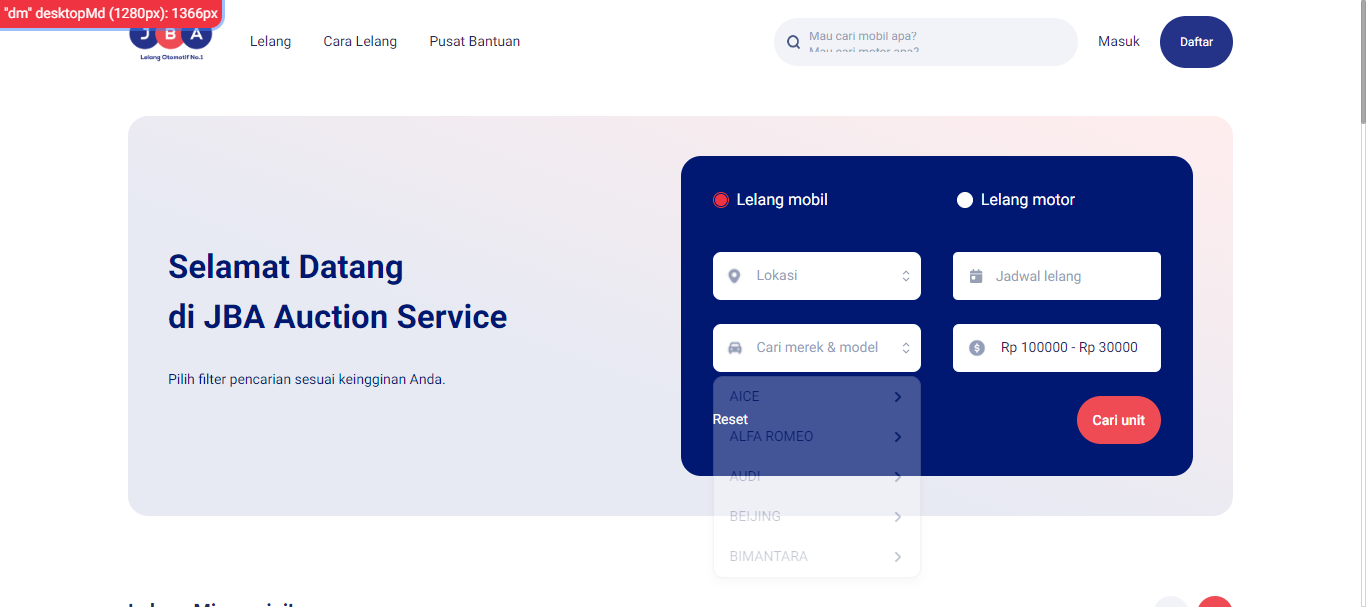 "dm" desktopMd (1280px): 1366px
JBA
Lelang Otomotif No.1
Lelang
Cara Lelang
Pusat Bantuan
Mau cari mobil apa?
Mau cari motor apa?
Masuk
Daftar
Lelang mobil
Lelang motor
Selamat Datang
di JBA Auction Service
Pilih filter pencarian sesuai keingginan Anda.
Lokasi
Jadwal lelang
Cari merek & model
Rp 100000 - Rp 30000
AICE
Reset
Cari unit
ALFA ROMEO
AUDI
BEIJING
BIMANTARA